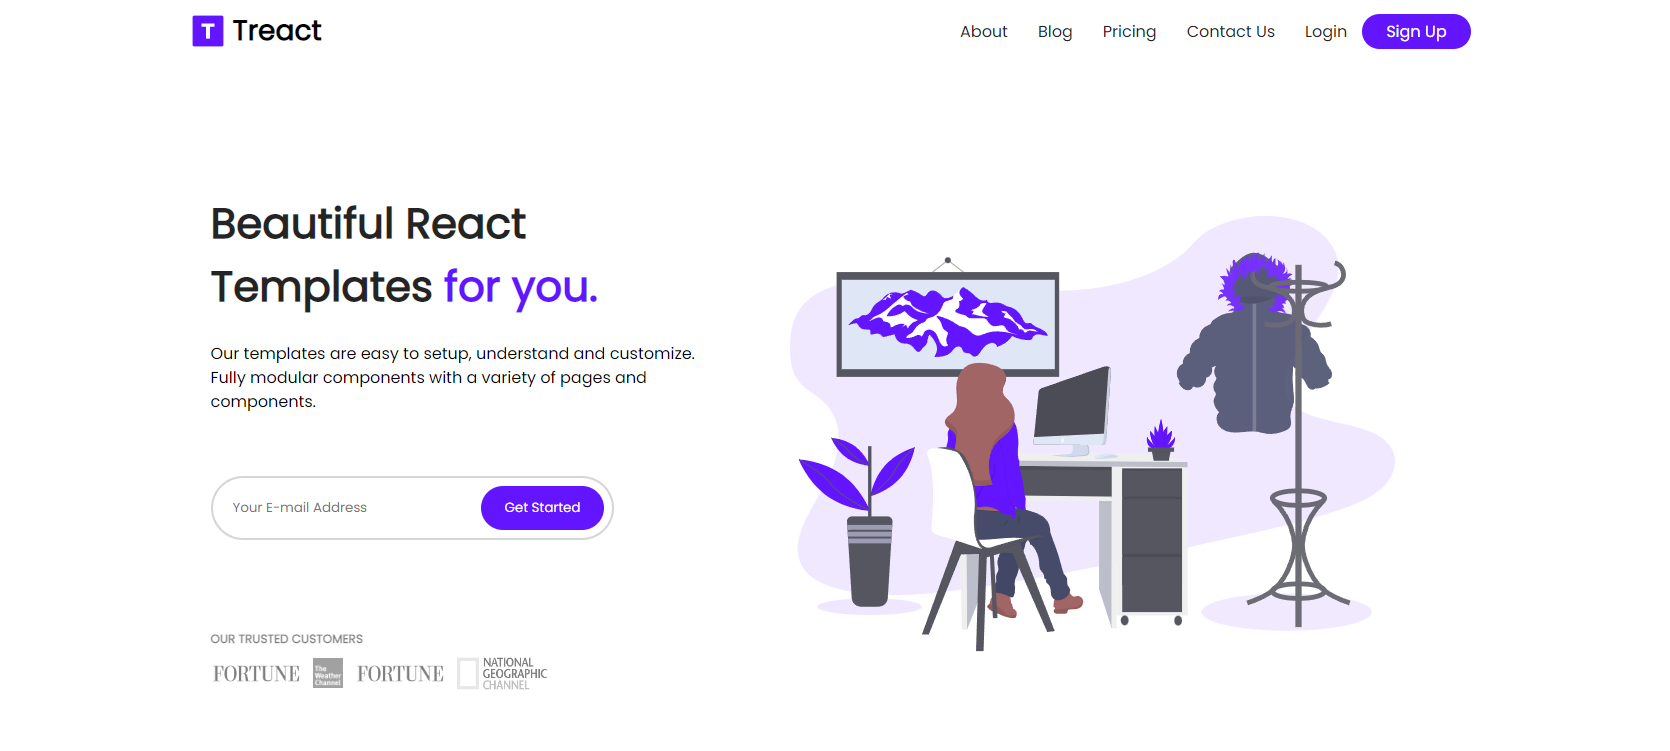 T Treact
About Blog Pricing Contact Us Login Sign Up
Beautiful React
Templates for you.
Our templates are easy to setup, understand and customize.
Fully modular components with a variety of pages and
components.
Your E-mail Address
Get Started
OUR TRUSTED CUSTOMERS
FORTUNE
The
Weather
Channel
FORTUNE
NATIONAL
GEOGRAPHIC
CHANNEL